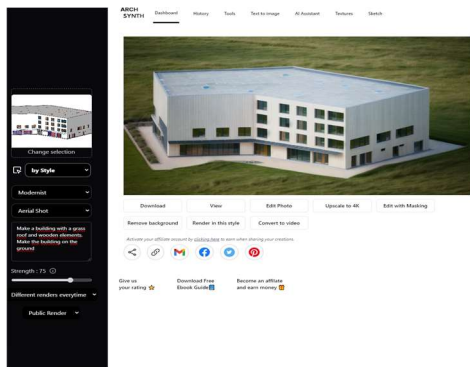 ARCH
SYNTH
Dashboard
History
Tools
Text to image
AI Assistant
Textures
Sketch
Change selection
by Style
Modernist
Aerial Shot
Make a building with a grass
roof and wooden elements.
Make the building on the
ground
Strength : 75
Different renders everytime
Public Render
Download
View
Edit Photo
Upscale to 4K
Edit with Masking
Remove background
Render in this style
Convert to video
Activate your affiliate account by clicking here to earn when sharing your creations.
Give us
your rating
Download Free
Ebook Guide
Become an affilate
and earn money